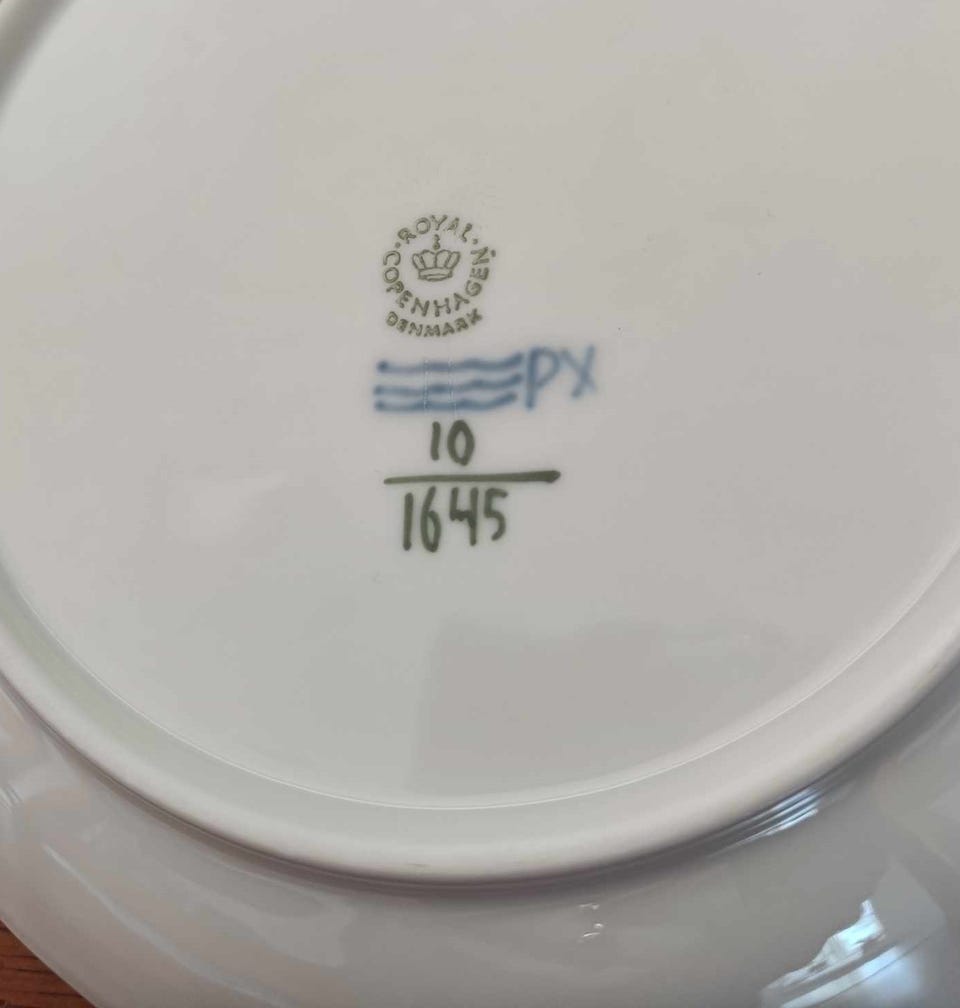 ROYAL
COPENHAGEN
DENMARK
PX
10
1645